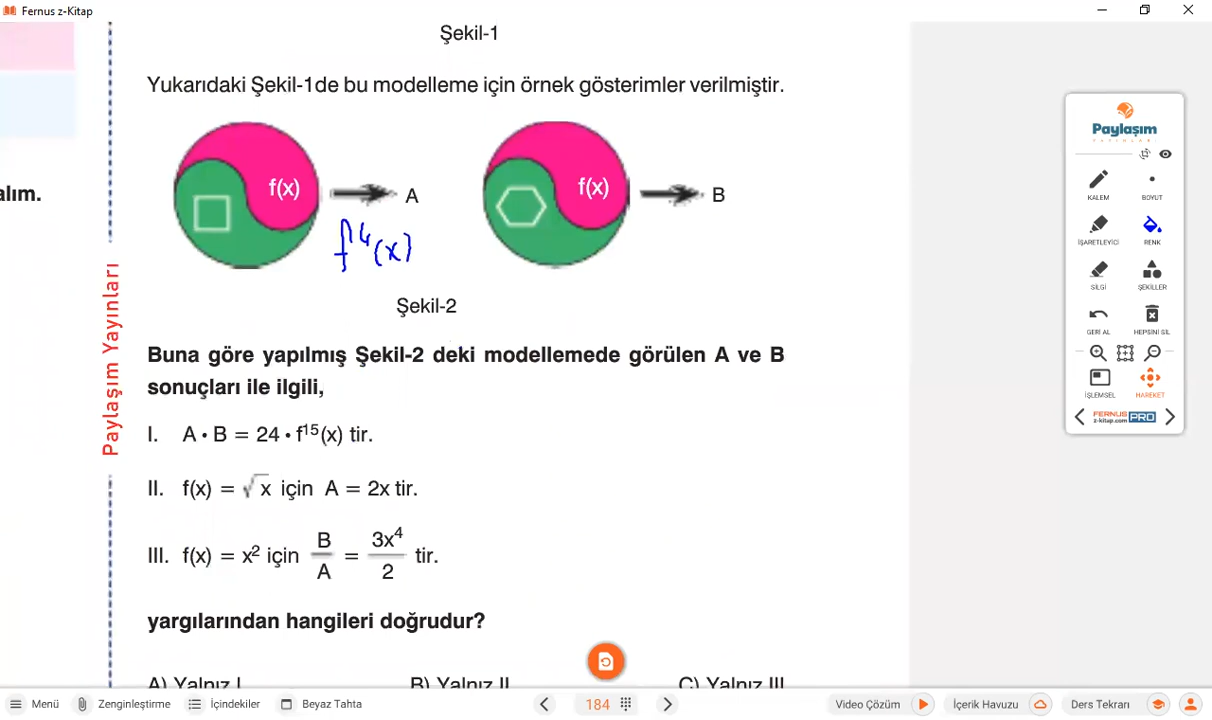 Fernus z-Kitap
Şekil-1
Yukarıdaki Şekil-1de bu modelleme için örnek gösterimler verilmiştir.
f(x) A f(x) B
f¹⁴(x)
Şekil-2
alım.
Paylaşım Yayınları
Buna göre yapılmış Şekil-2 deki modellemede görülen A ve B
sonuçları ile ilgili,
I. A • B = 24 • f¹⁵(x) tir.
II. f(x) = √x için A = 2x tir.
III. f(x) = x² için B/A = 3x⁴/2 tir.
yargılarından hangileri doğrudur?
A) Yalnız I B) Yalnız II C) Yalnız III
Paylaşım
YAYINLARI
KALEM BOYUT
İŞARETLEYİCİ RENK
SİLGİ ŞEKİLLER
GERİ AL HEPSİNİ SİL
İŞLEMSEL HAREKET
FERNUS
z-kitap.com PRO
Menü Zenginleştirme İçindekiler Beyaz Tahta 184 Video Çözüm İçerik Havuzu Ders Tekrarı